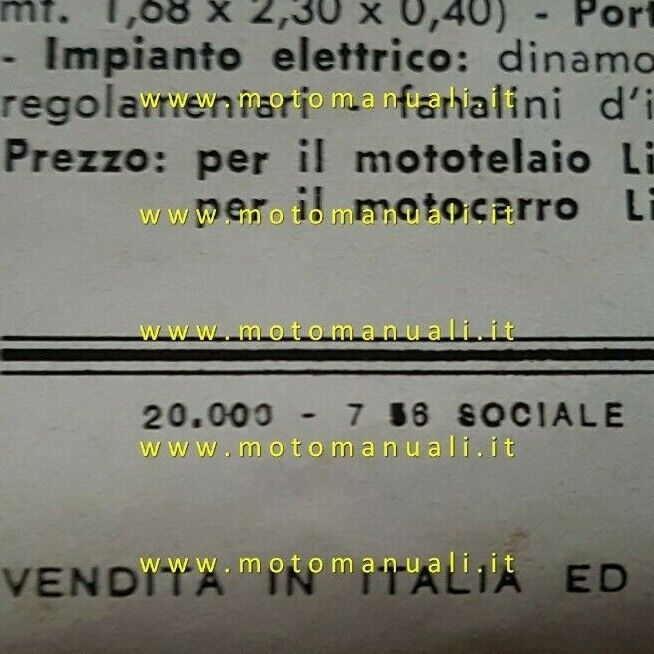 mt. 1,68 x 2,30 x 0,40) - Port
- Impianto elettrico: dinamo
www.motomanuali.it
regolamentari - fanalini d'i
Prezzo: per il mototelaio Li
www.motomanuali.it
per il motocarro Li
www.motomanuali.it
20.000 - 7 56 SOCIALE
www.motomanuali.it
www.motomanuali.it
VENDITA IN ITALIA ED